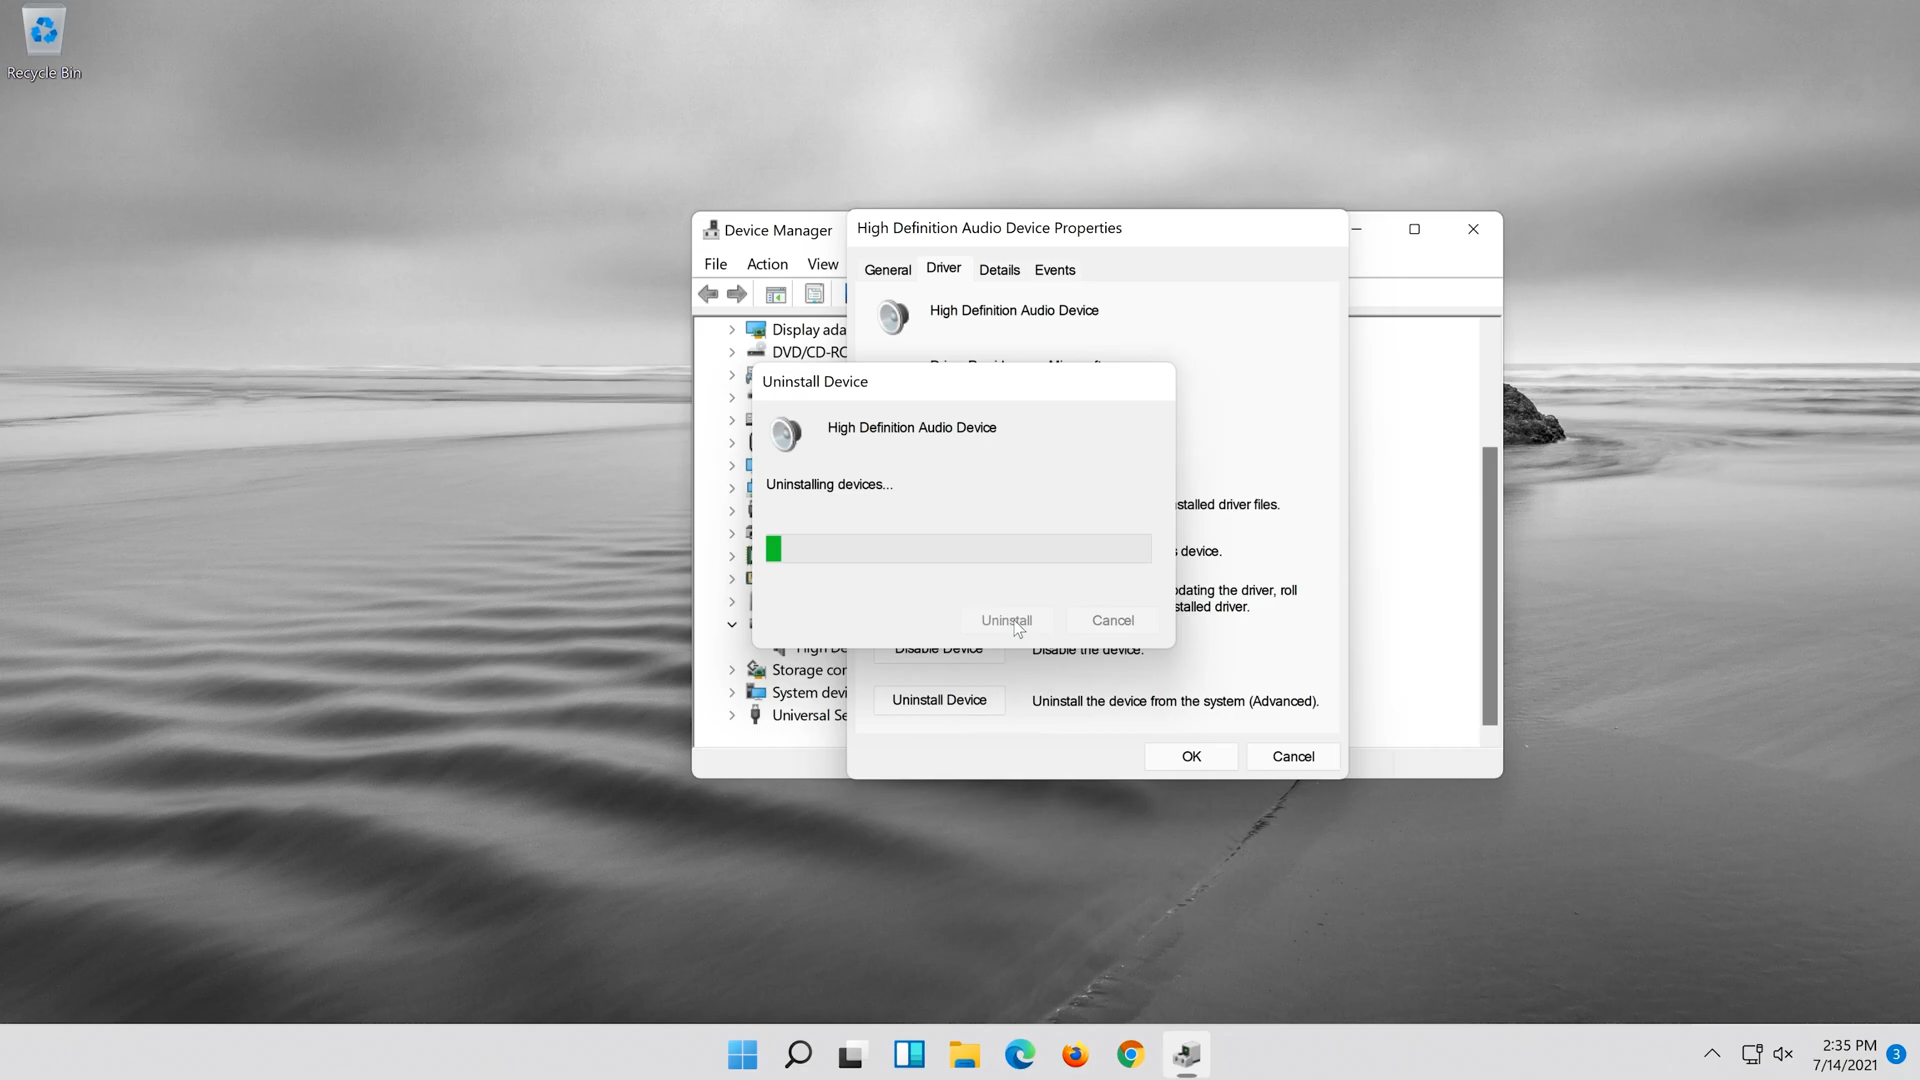 Recycle Bin
Device Manager
File Action View
Display ada
DVD/CD-RO
Storage con
System devi
Universal Se
High Definition Audio Device Properties
General Driver Details Events
High Definition Audio Device
stalled driver files.
device.
dating the driver, roll
stalled driver.
Disable Device Disable the device.
Uninstall Device Uninstall the device from the system (Advanced).
OK Cancel
Uninstall Device
High Definition Audio Device
Uninstalling devices...
Uninstall Cancel
2:35 PM
7/14/2021
3